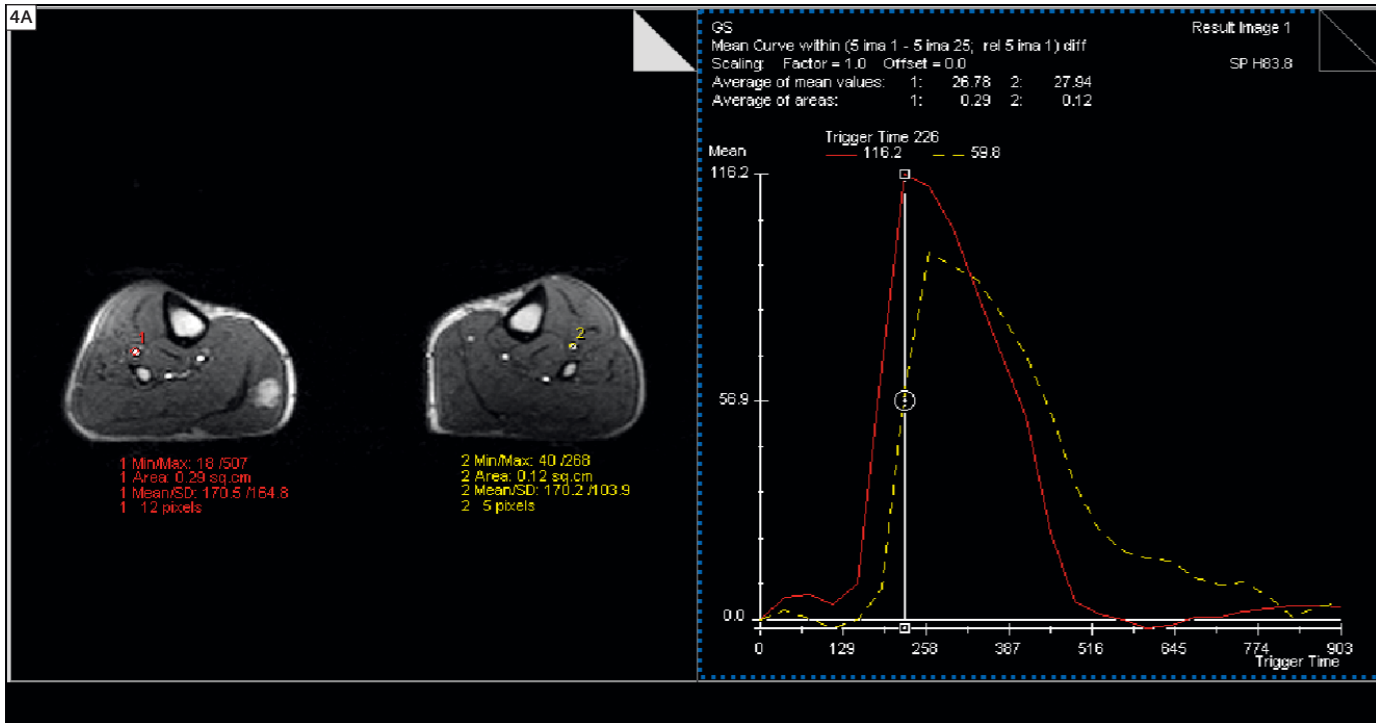 4A
1
2
1 Min/Max: 18 /507
1 Area: 0.29 sq.cm
1 Mean/SD: 170.5 /164.8
1 12 pixels
2 Min/Max: 40 /268
2 Area: 0.12 sq.cm
2 Mean/SD: 170.2 /103.9
2 5 pixels
GS
Result Image 1
Mean Curve within (5 ima 1 - 5 ima 25; rel 5 ima 1) diff
Scaling: Factor = 1.0 Offset = 0.0
SP H83.8
Average of mean values: 1: 26.78 2: 27.94
Average of areas: 1: 0.29 2: 0.12
Trigger Time 226
Mean
116.2 59.8
116.2
56.9
0.0
0 129 258 387 516 645 774 903
Trigger Time